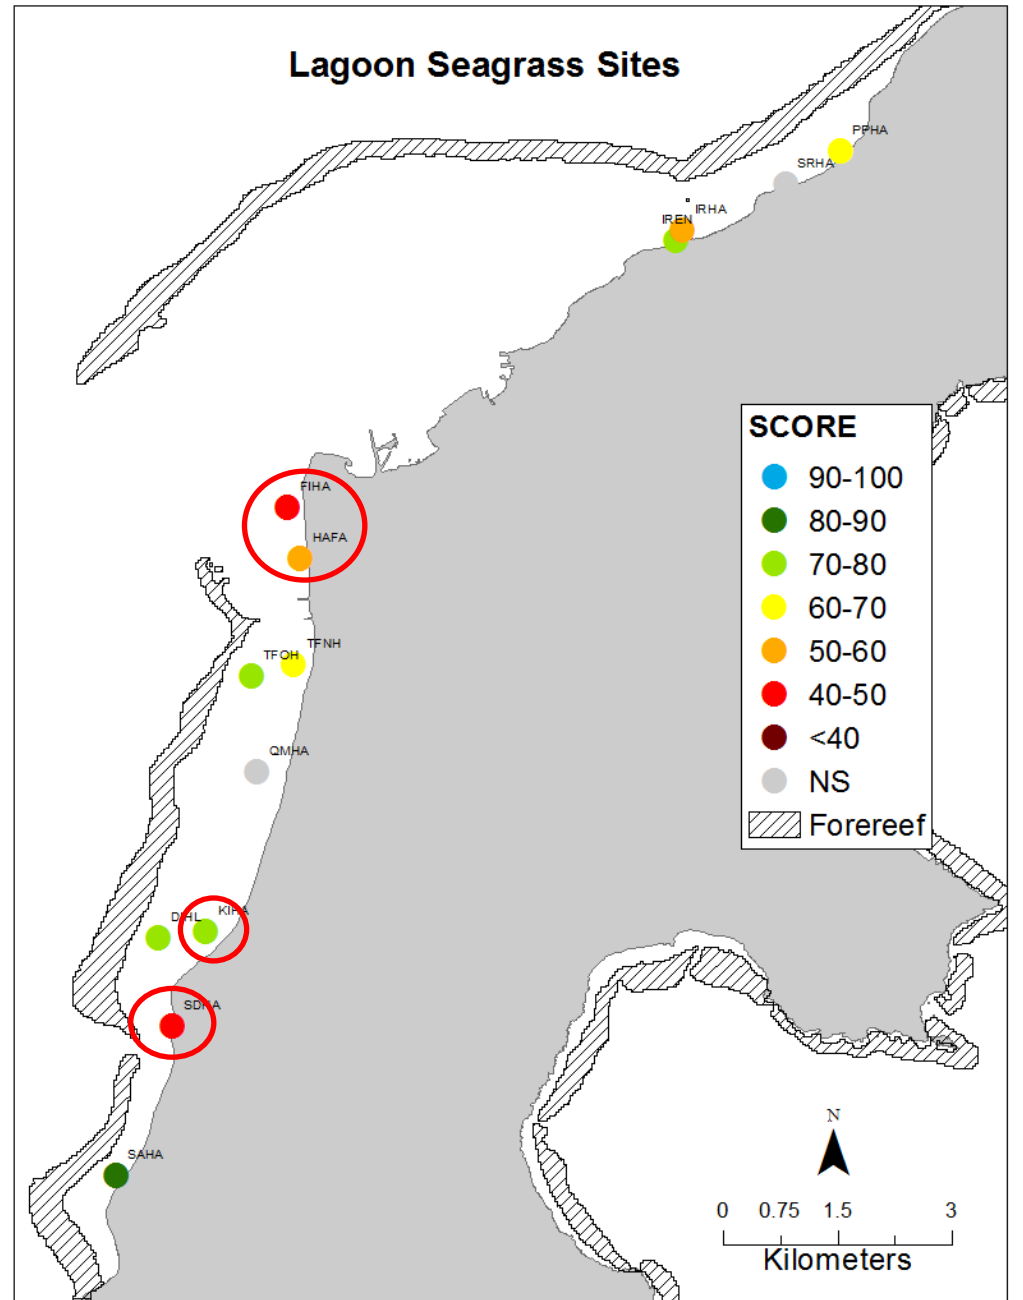 Lagoon Seagrass Sites
PPHA
SRHA
IRHA
IREN
SCORE
90-100
80-90
70-80
60-70
50-60
40-50
<40
NS
Forereef
FIHA
HAFA
TFNH
TFOH
QMHA
KIHA
DIHL
SDHA
SAHA
N
0 0.75 1.5 3
Kilometers